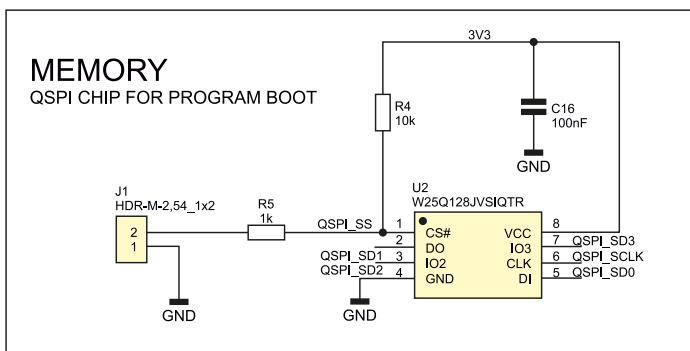 MEMORY
QSPI CHIP FOR PROGRAM BOOT
3V3
R4
10k
C16
100nF
GND
J1
HDR-M-2,54_1x2
2
1
GND
R5
1k
QSPI_SS
U2
W25Q128JVSIQTR
1 CS# VCC 8
2 DO IO3 7 QSPI_SD3
QSPI_SD1 3 IO2 CLK 6 QSPI_SCLK
QSPI_SD2 4 GND DI 5 QSPI_SD0
GND